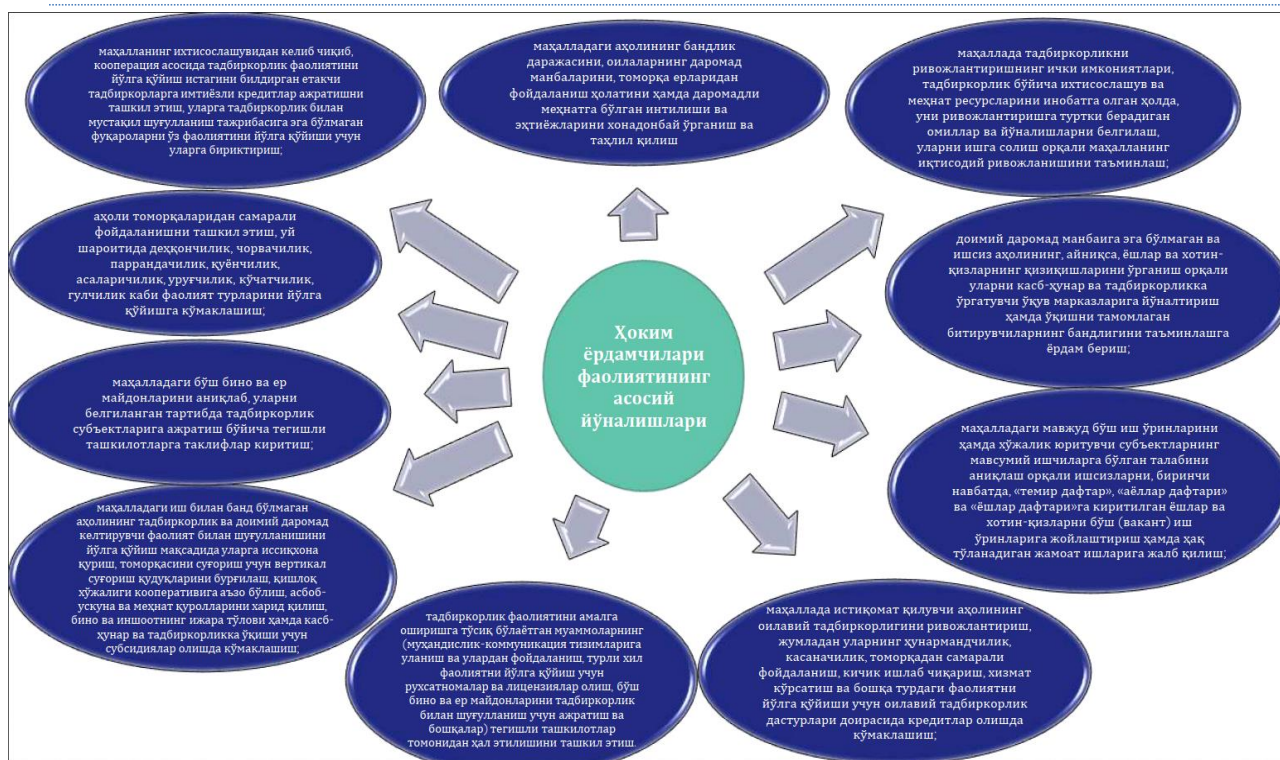 маҳалланинг ихтисослашувидан келиб чиқиб,
кооперация асосида тадбиркорлик фаолиятини
йўлга қўйиш истагини билдирган етакчи
тадбиркорларга имтиёзли кредитлар ажратишни
ташкил этиш, уларга тадбиркорлик билан
мустақил шуғулланиш тажрибасига эга бўлмаган
фуқароларни ўз фаолиятини йўлга қўйиши учун
уларга бириктириш;
маҳалладаги аҳолининг бандлик
даражасини, оилаларнинг даромад
манбаларини, томорқа ерларидан
фойдаланиш ҳолатини ҳамда даромадли
меҳнатга бўлган интилиши ва
эҳтиёжларини хонадонбай ўрганиш ва
таҳлил қилиш
маҳаллада тадбиркорликни
ривожлантиришнинг ички имкониятлари,
тадбиркорлик бўйича ихтисослашув ва
меҳнат ресурсларини инобатга олган ҳолда,
уни ривожлантиришга туртки берадиган
омиллар ва йўналишларни белгилаш,
уларни ишга солиш орқали маҳалланинг
иқтисодий ривожланишини таъминлаш;
аҳоли томорқаларидан самарали
фойдаланишни ташкил этиш, уй
шароитида деҳқончилик, чорвачилик,
паррандачилик, қуёнчилик,
асаларичилик, уруғчилик, кўчатчилик,
гулчилик каби фаолият турларини йўлга
қўйишга кўмаклашиш;
доимий даромад манбаига эга бўлмаган ва
ишсиз аҳолининг, айниқса, ёшлар ва хотин-
қизларнинг қизиқишларини ўрганиш орқали
уларни касб-ҳунар ва тадбиркорликка
ўргатувчи ўқув марказларига йўналтириш
ҳамда ўқишни тамомлаган
битирувчиларнинг бандлигини таъминлашга
ёрдам бериш;
Ҳоким
ёрдамчилари
фаолиятининг
асосий
йўналишлари
маҳалладаги бўш бино ва ер
майдонларини аниқлаб, уларни
белгиланган тартибда тадбиркорлик
субъектларига ажратиш бўйича тегишли
ташкилотларга таклифлар киритиш;
маҳалладаги мавжуд бўш иш ўринларини
ҳамда хўжалик юритувчи субъектларнинг
мавсумий ишчиларга бўлган талабини
аниқлаш орқали ишсизларни, биринчи
навбатда, «темир дафтар», «аёллар дафтари»
ва «ёшлар дафтари»га киритилган ёшлар ва
хотин-қизларни бўш (вакант) иш
ўринларига жойлаштириш ҳамда ҳақ
тўланадиган жамоат ишларига жалб қилиш;
маҳалладаги иш билан банд бўлмаган
аҳолининг тадбиркорлик ва доимий даромад
келтирувчи фаолият билан шуғулланишини
йўлга қўйиш мақсадида уларга иссиқхона
қуриш, томорқасини суғориш учун вертикал
суғориш қудуқларини бурғилаш, қишлоқ
хўжалиги кооперативига аъзо бўлиш, асбоб-
ускуна ва меҳнат қуролларини харид қилиш,
бино ва иншоотнинг ижара тўлови ҳамда касб-
ҳунар ва тадбиркорликка ўқиши учун
субсидиялар олишда кўмаклашиш;
тадбиркорлик фаолиятини амалга
оширишга тўсиқ бўлаётган муаммоларнинг
(муҳандислик-коммуникация тизимларига
уланиш ва улардан фойдаланиш, турли хил
фаолиятни йўлга қўйиш учун
рухсатномалар ва лицензиялар олиш, бўш
бино ва ер майдонларини тадбиркорлик
билан шуғулланиш учун ажратиш ва
бошқалар) тегишли ташкилотлар
томонидан ҳал этилишини ташкил этиш.
маҳаллада истиқомат қилувчи аҳолининг
оилавий тадбиркорлигини ривожлантириш,
жумладан уларнинг ҳунармандчилик,
касаначилик, томорқадан самарали
фойдаланиш, кичик ишлаб чиқариш, хизмат
кўрсатиш ва бошқа турдаги фаолиятни
йўлга қўйиши учун оилавий тадбиркорлик
дастурлари доирасида кредитлар олишда
кўмаклашиш;